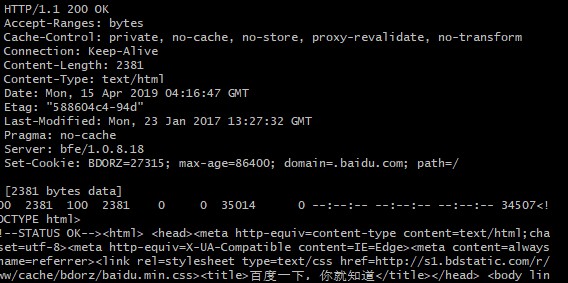 HTTP/1.1 200 OK
Accept-Ranges: bytes
Cache-Control: private, no-cache, no-store, proxy-revalidate, no-transform
Connection: Keep-Alive
Content-Length: 2381
Content-Type: text/html
Date: Mon, 15 Apr 2019 04:16:47 GMT
Etag: "588604c4-94d"
Last-Modified: Mon, 23 Jan 2017 13:27:32 GMT
Pragma: no-cache
Server: bfe/1.0.8.18
Set-Cookie: BDORZ=27315; max-age=86400; domain=.baidu.com; path=/
[2381 bytes data]
00 2381 100 2381 0 0 35014 0 --:--:-- --:--:-- --:--:-- 34507<!
OCTYPE html>
!--STATUS OK--><html> <head><meta http-equiv=content-type content=text/html;cha
set=utf-8><meta http-equiv=X-UA-Compatible content=IE=Edge><meta content=always
name=referrer><link rel=stylesheet type=text/css href=http://s1.bdstatic.com/r/
ww/cache/bdorz/baidu.min.css><title>百度一下，你就知道</title></head> <body lin